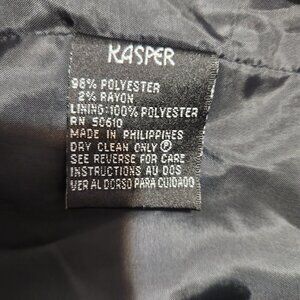 KASPER
98% POLYESTER
2% RAYON
LINING: 100% POLYESTER
RN 50610
MADE IN PHILIPPINES
DRY CLEAN ONLY Ⓟ
SEE REVERSE FOR CARE
INSTRUCTIONS AU DOS
VER AL DORSO PARA CUIDADO